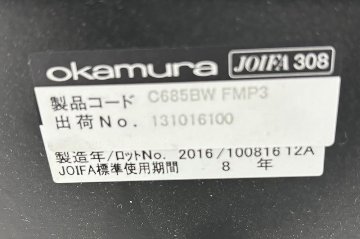 okamura JOIFA 308
製品コード C685BW FMP3
出荷No. 131016100
製造年/ロットNo. 2016/10081612A
JOIFA標準使用期間 8 年